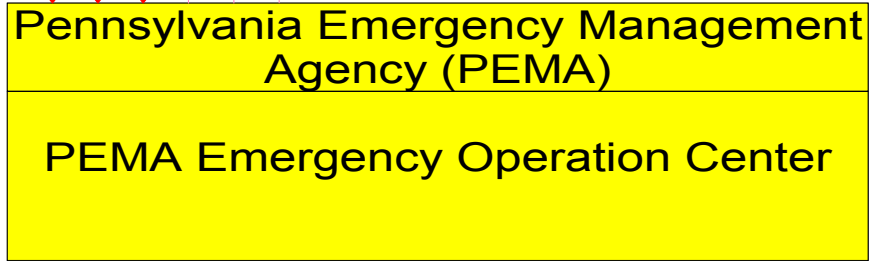 Pennsylvania Emergency Management
Agency (PEMA)
PEMA Emergency Operation Center